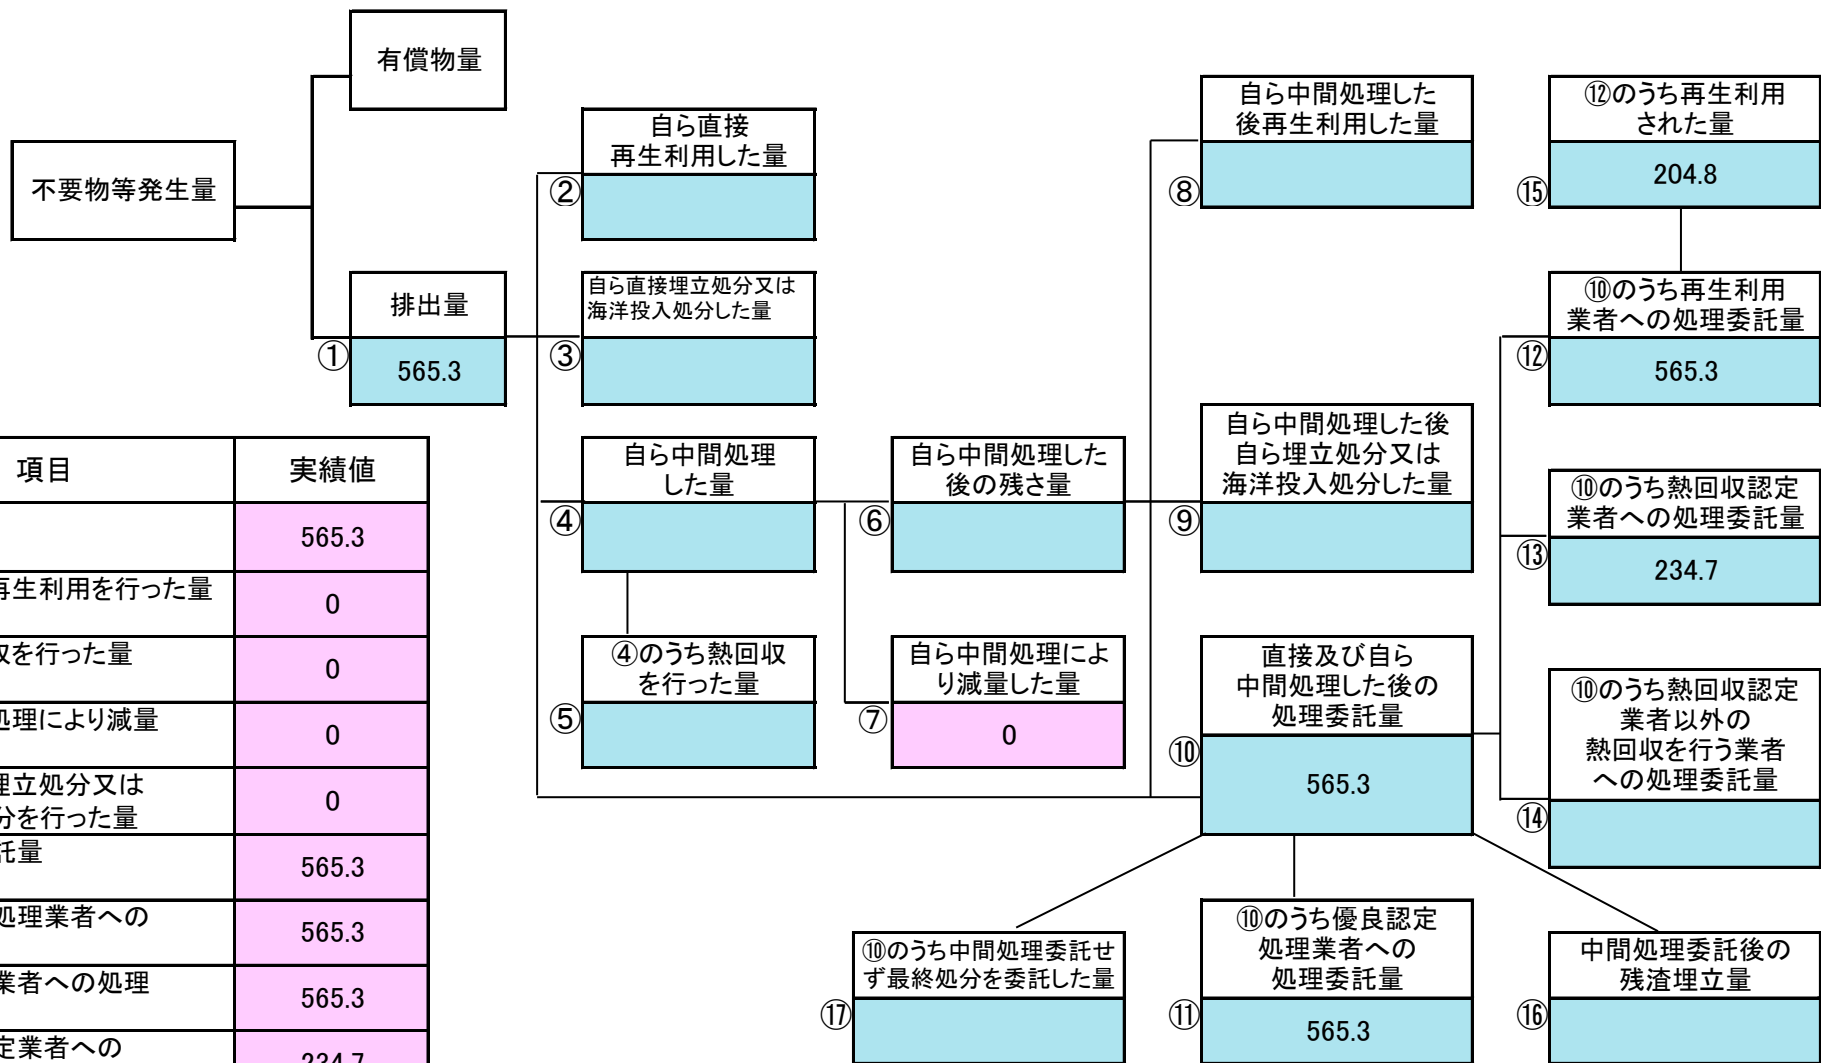 有償物量
不要物等発生量
排出量
①
565.3
自ら直接
再生利用した量
②
自ら直接埋立処分又は
海洋投入処分した量
③
自ら中間処理
した量
④
④のうち熱回収
を行った量
⑤
自ら中間処理した
後の残さ量
⑥
自ら中間処理によ
り減量した量
⑦
0
自ら中間処理した
後再生利用した量
⑧
自ら中間処理した後
自ら埋立処分又は
海洋投入処分した量
⑨
直接及び自ら
中間処理した後の
処理委託量
⑩
565.3
⑫のうち再生利用
された量
⑮
204.8
⑩のうち再生利用
業者への処理委託量
⑫
565.3
⑩のうち熱回収認定
業者への処理委託量
⑬
234.7
⑩のうち熱回収認定
業者以外の
熱回収を行う業者
への処理委託量
⑭
⑩のうち中間処理委託せ
ず最終処分を委託した量
⑰
⑩のうち優良認定
処理業者への
処理委託量
⑪
565.3
中間処理委託後の
残渣埋立量
⑯
項目 実績値
565.3
再生利用を行った量
0
を行った量
0
処理により減量
0
埋立処分又は
分を行った量
0
託量
565.3
処理業者への
565.3
業者への処理
565.3
定業者への
234.7